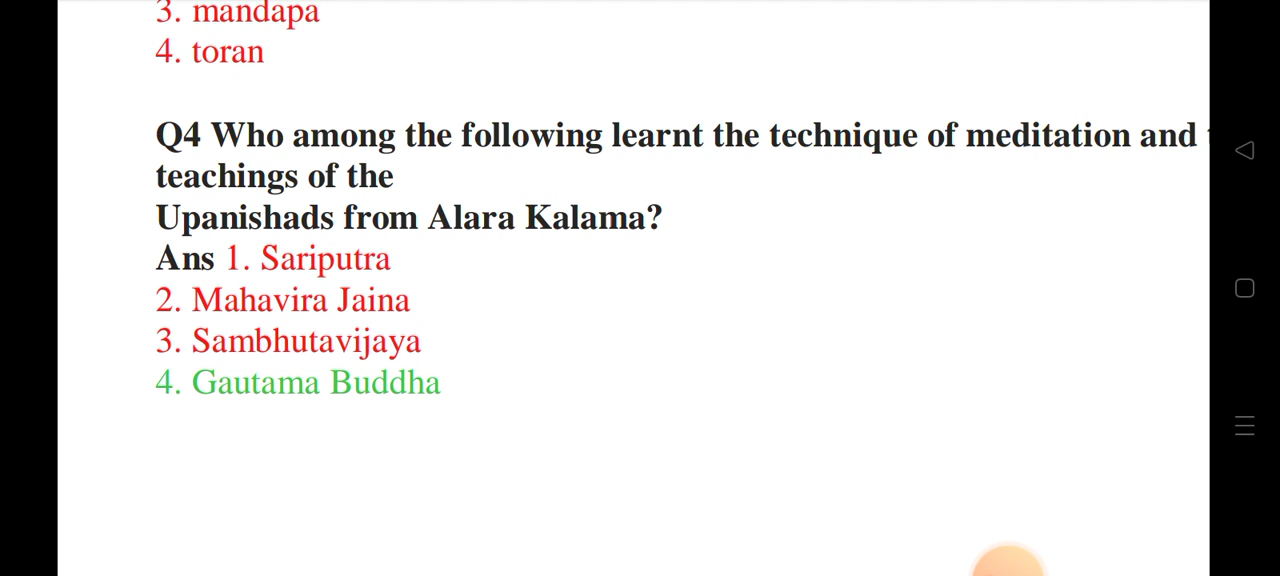 3. mandapa
4. toran
Q4 Who among the following learnt the technique of meditation and
teachings of the
Upanishads from Alara Kalama?
Ans 1. Sariputra
2. Mahavira Jaina
3. Sambhutavijaya
4. Gautama Buddha